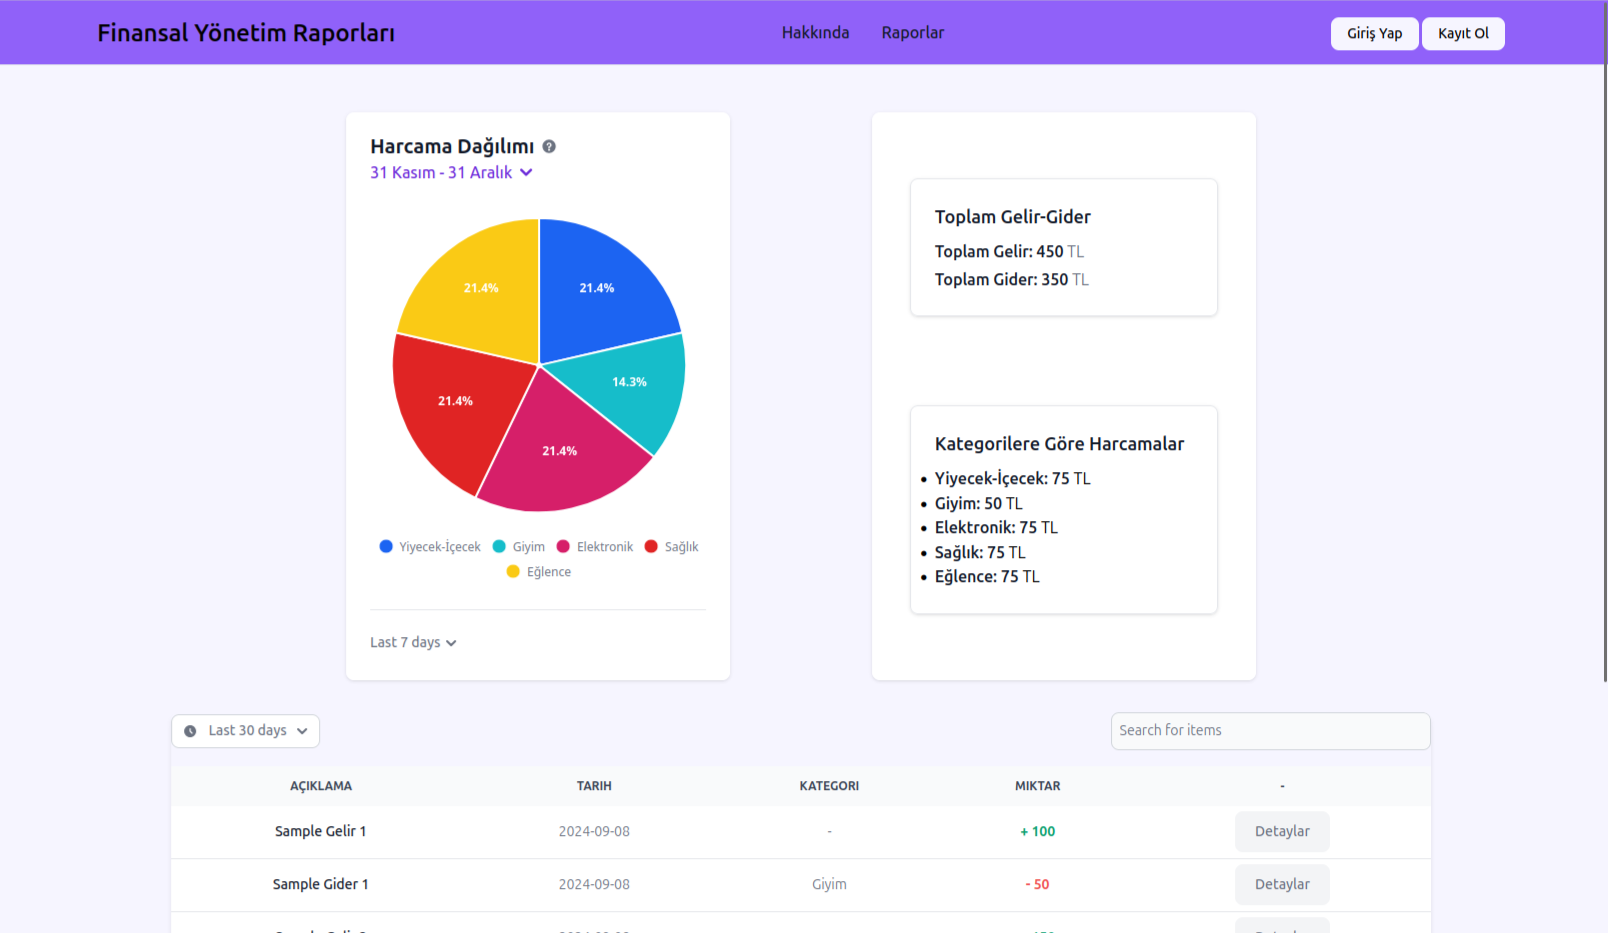 Finansal Yönetim Raporları
Hakkında
Raporlar
Giriş Yap
Kayıt Ol
Harcama Dağılımı ?
31 Kasım - 31 Aralık
21.4%
21.4%
14.3%
21.4%
21.4%
Yiyecek-İçecek Giyim Elektronik Sağlık
Eğlence
Last 7 days
Toplam Gelir-Gider
Toplam Gelir: 450 TL
Toplam Gider: 350 TL
Kategorilere Göre Harcamalar
• Yiyecek-İçecek: 75 TL
• Giyim: 50 TL
• Elektronik: 75 TL
• Sağlık: 75 TL
• Eğlence: 75 TL
Last 30 days
Search for items
AÇIKLAMA TARIH KATEGORI MIKTAR -
Sample Gelir 1 2024-09-08 - + 100 Detaylar
Sample Gider 1 2024-09-08 Giyim - 50 Detaylar